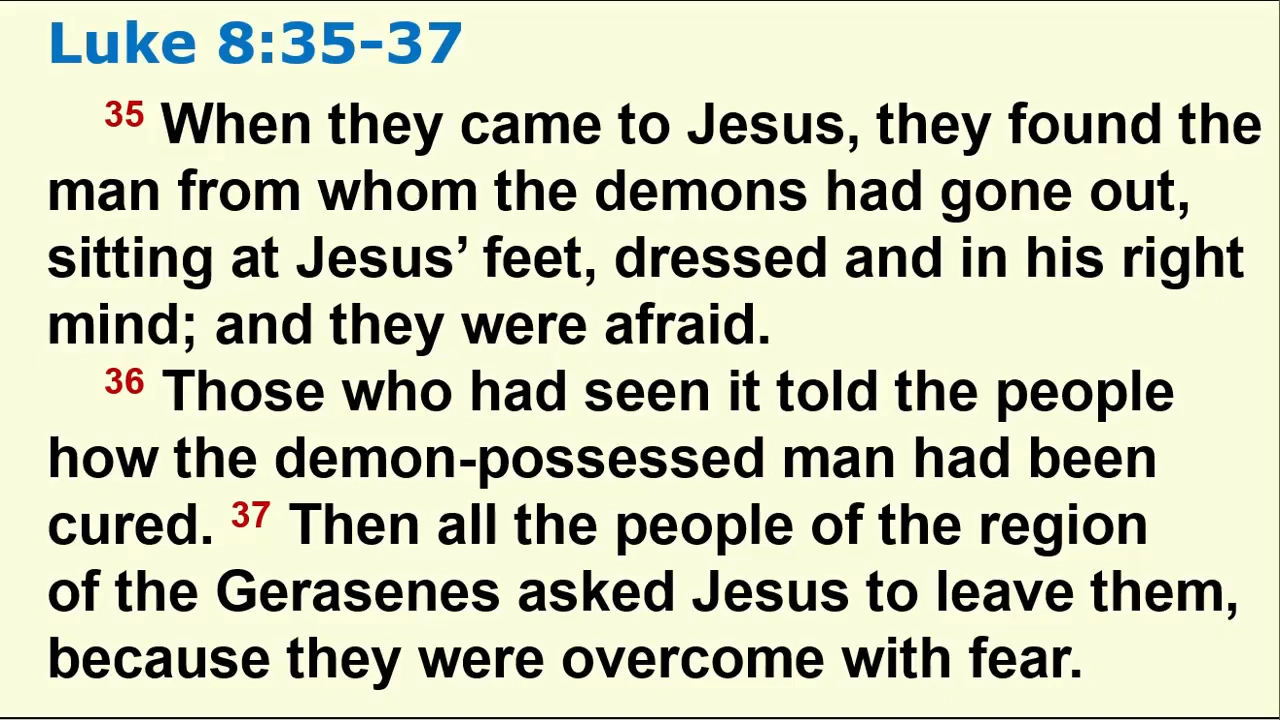 Luke 8:35-37
35 When they came to Jesus, they found the
man from whom the demons had gone out,
sitting at Jesus’ feet, dressed and in his right
mind; and they were afraid.
36 Those who had seen it told the people
how the demon-possessed man had been
cured. 37 Then all the people of the region
of the Gerasenes asked Jesus to leave them,
because they were overcome with fear.